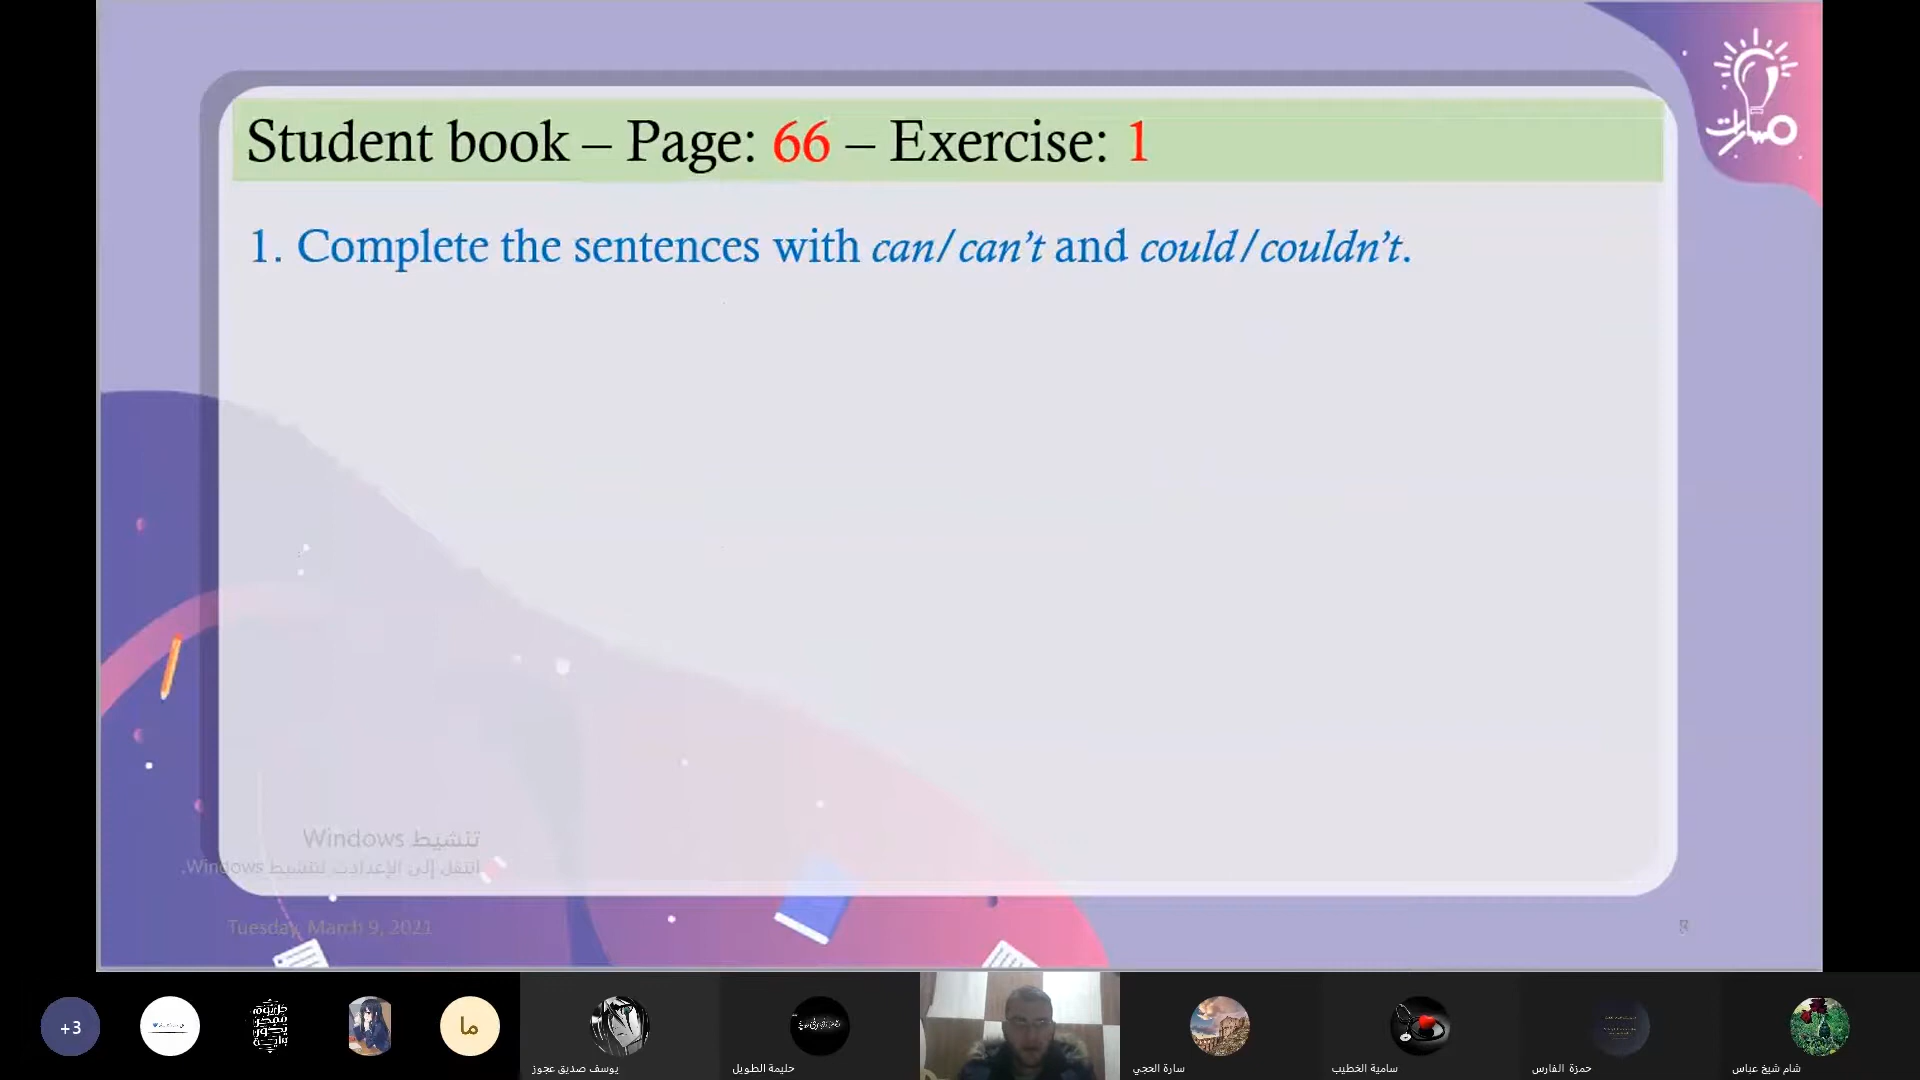 مسارات
Student book – Page: 66 – Exercise: 1
1. Complete the sentences with can/can’t and could/couldn’t.
تنشيط Windows
انتقل إلى الإعدادات لتنشيط Windows.
Tuesday, March 9, 2021
+3
ما
يوسف صديق عجوز
حليمة الطويل
سارة الحجي
سامية الخطيب
حمزة الفارس
شام شيخ عباس